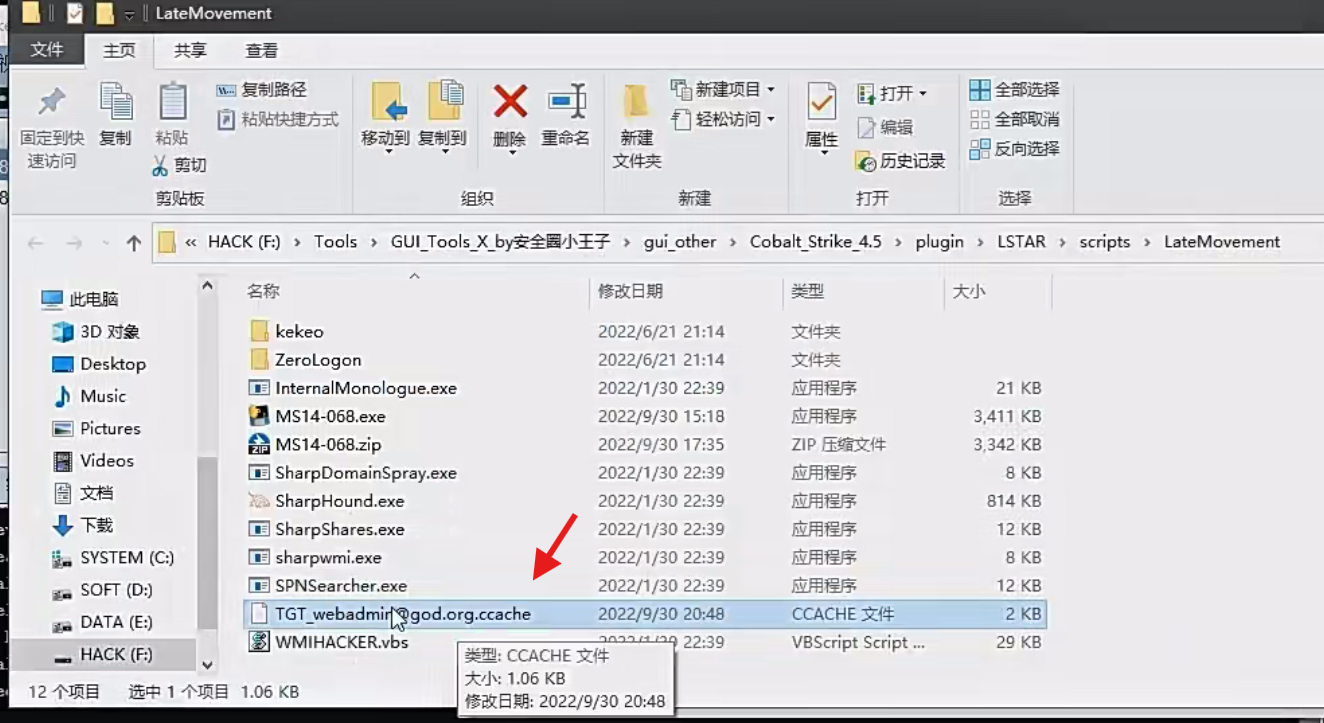 LateMovement
文件 主页 共享 查看
固定到快速访问 复制 粘贴 复制路径 粘贴快捷方式 剪切 移动到 复制到 删除 重命名 新建文件夹 新建项目 轻松访问 属性 打开 编辑 历史记录 全部选择 全部取消 反向选择
剪贴板 组织 新建 打开 选择
« HACK (F:) › Tools › GUI_Tools_X_by安全圈小王子 › gui_other › Cobalt_Strike_4.5 › plugin › LSTAR › scripts › LateMovement
名称 修改日期 类型 大小
此电脑
3D 对象
Desktop
Music
Pictures
Videos
文档
下载
SYSTEM (C:)
SOFT (D:)
DATA (E:)
HACK (F:)
kekeo 2022/6/21 21:14 文件夹
ZeroLogon 2022/6/21 21:14 文件夹
InternalMonologue.exe 2022/1/30 22:39 应用程序 21 KB
MS14-068.exe 2022/9/30 15:18 应用程序 3,411 KB
MS14-068.zip 2022/9/30 17:35 ZIP 压缩文件 3,342 KB
SharpDomainSpray.exe 2022/1/30 22:39 应用程序 8 KB
SharpHound.exe 2022/1/30 22:39 应用程序 814 KB
SharpShares.exe 2022/1/30 22:39 应用程序 12 KB
sharpwmi.exe 2022/1/30 22:39 应用程序 8 KB
SPNSearcher.exe 2022/1/30 22:39 应用程序 12 KB
TGT_webadmin@god.org.ccache 2022/9/30 20:48 CCACHE 文件 2 KB
WMIHACKER.vbs 22:39 VBScript Script ... 29 KB
类型: CCACHE 文件
大小: 1.06 KB
修改日期: 2022/9/30 20:48
12 个项目 选中 1 个项目 1.06 KB